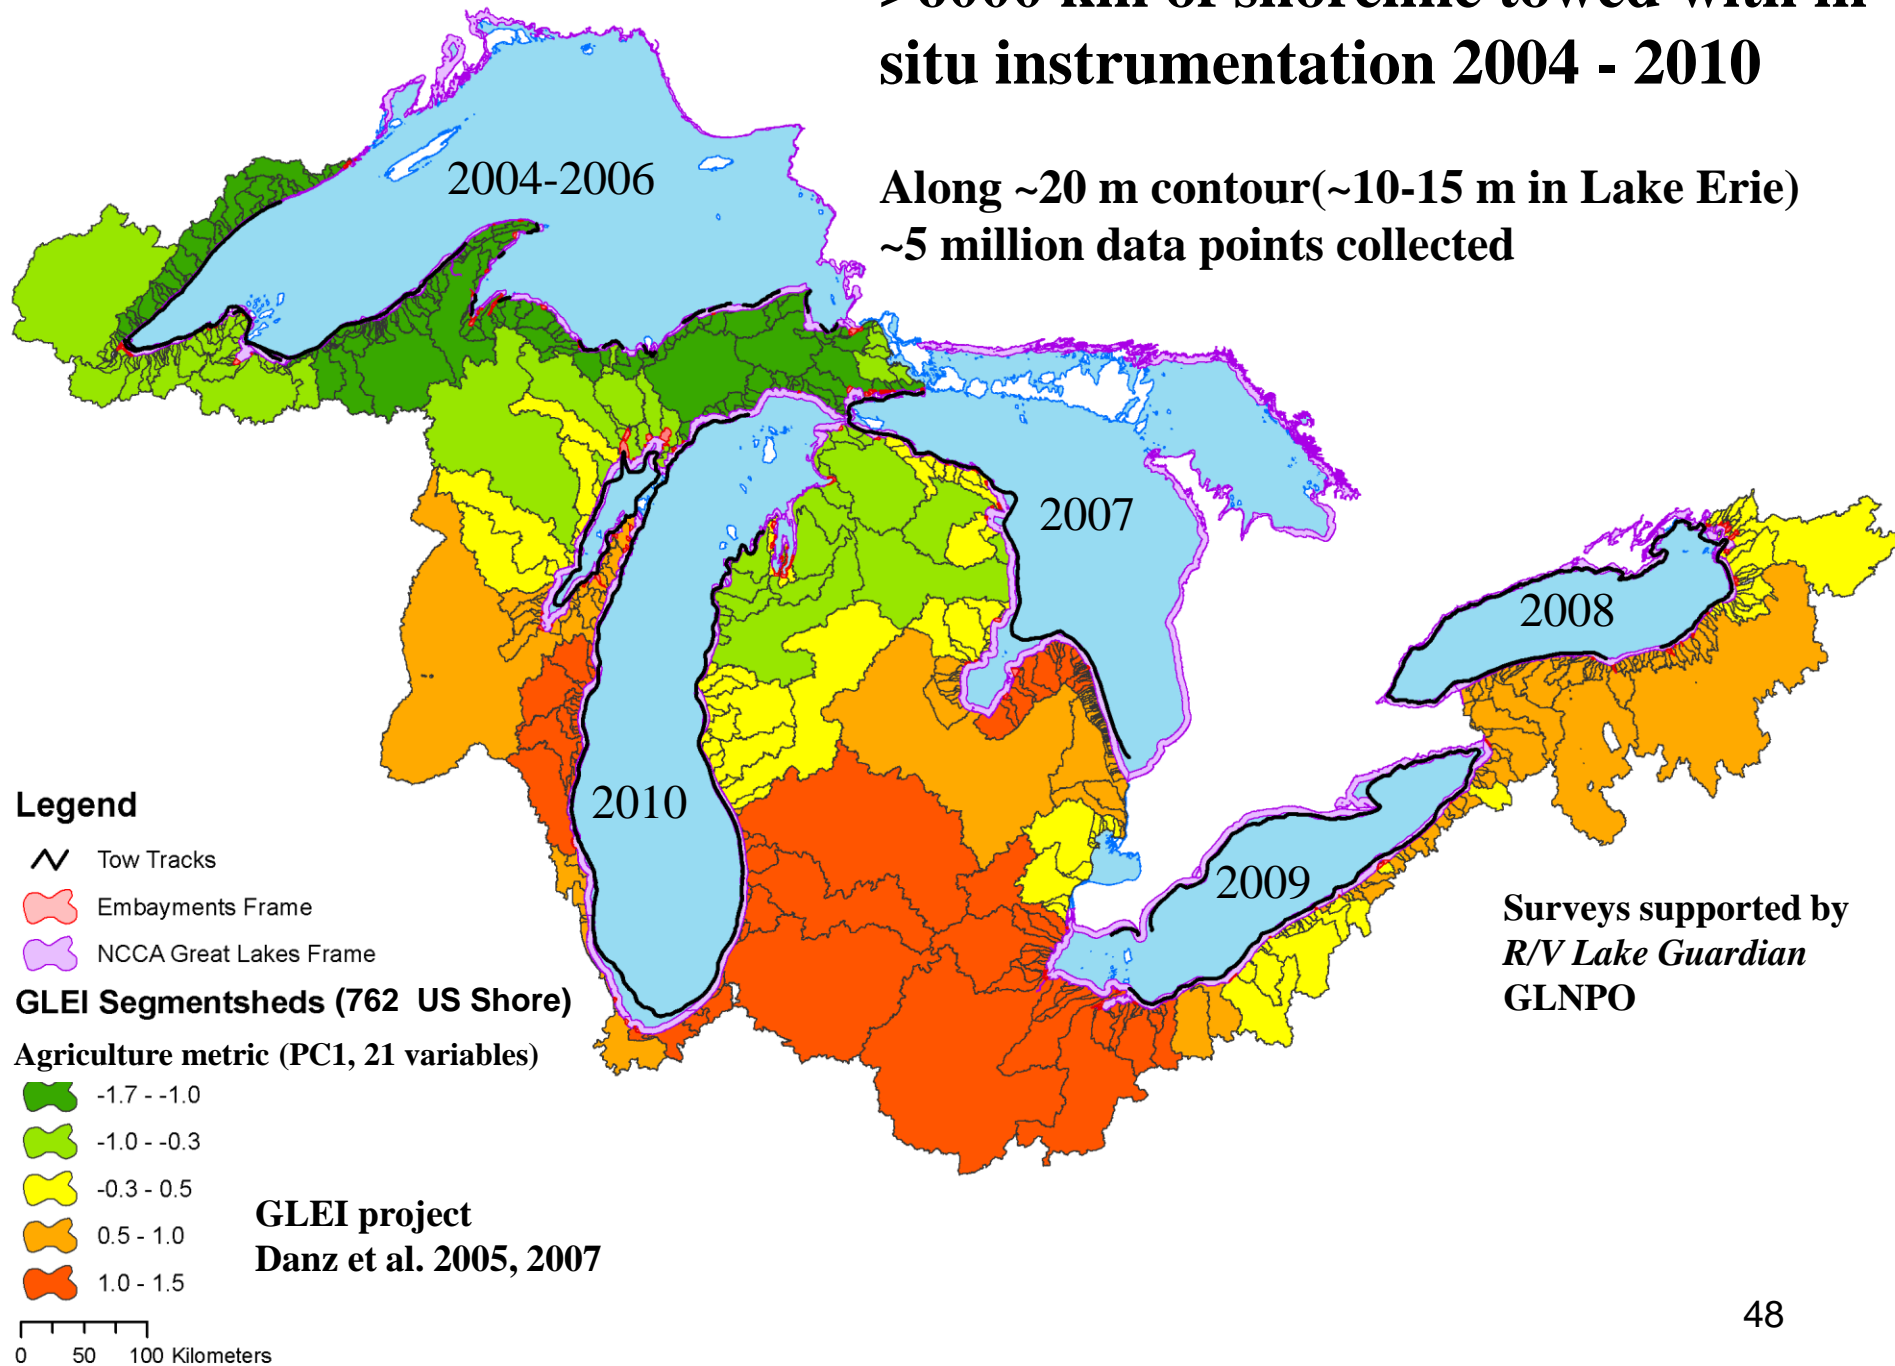 situ instrumentation 2004 - 2010
Along ~20 m contour(~10-15 m in Lake Erie)
~5 million data points collected
2004-2006
2007
2008
2010
2009
Legend
Tow Tracks
Embayments Frame
NCCA Great Lakes Frame
GLEI Segmentsheds (762 US Shore)
Agriculture metric (PC1, 21 variables)
-1.7 - -1.0
-1.0 - -0.3
-0.3 - 0.5
0.5 - 1.0
1.0 - 1.5
GLEI project
Danz et al. 2005, 2007
0 50 100 Kilometers
Surveys supported by
R/V Lake Guardian
GLNPO
48